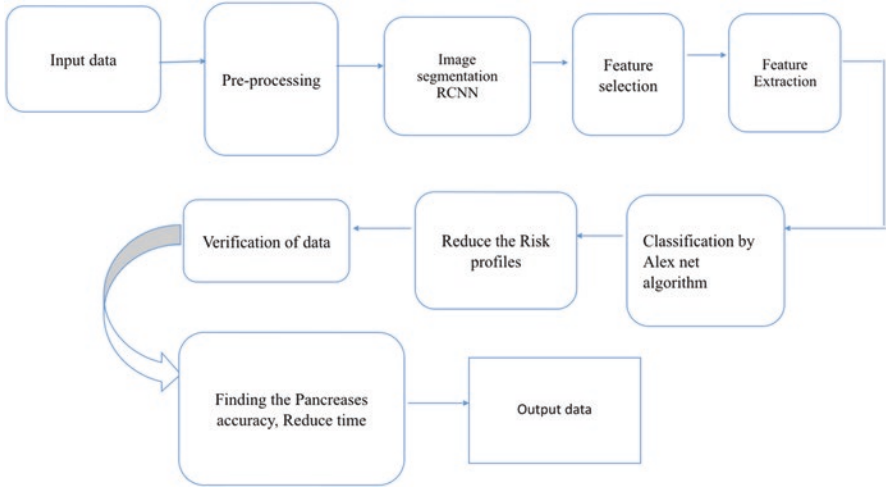 Input data
Pre-processing
Image
segmentation
RCNN
Feature
selection
Feature
Extraction
Classification by
Alex net
algorithm
Reduce the Risk
profiles
Verification of data
Finding the Pancreases
accuracy, Reduce time
Output data